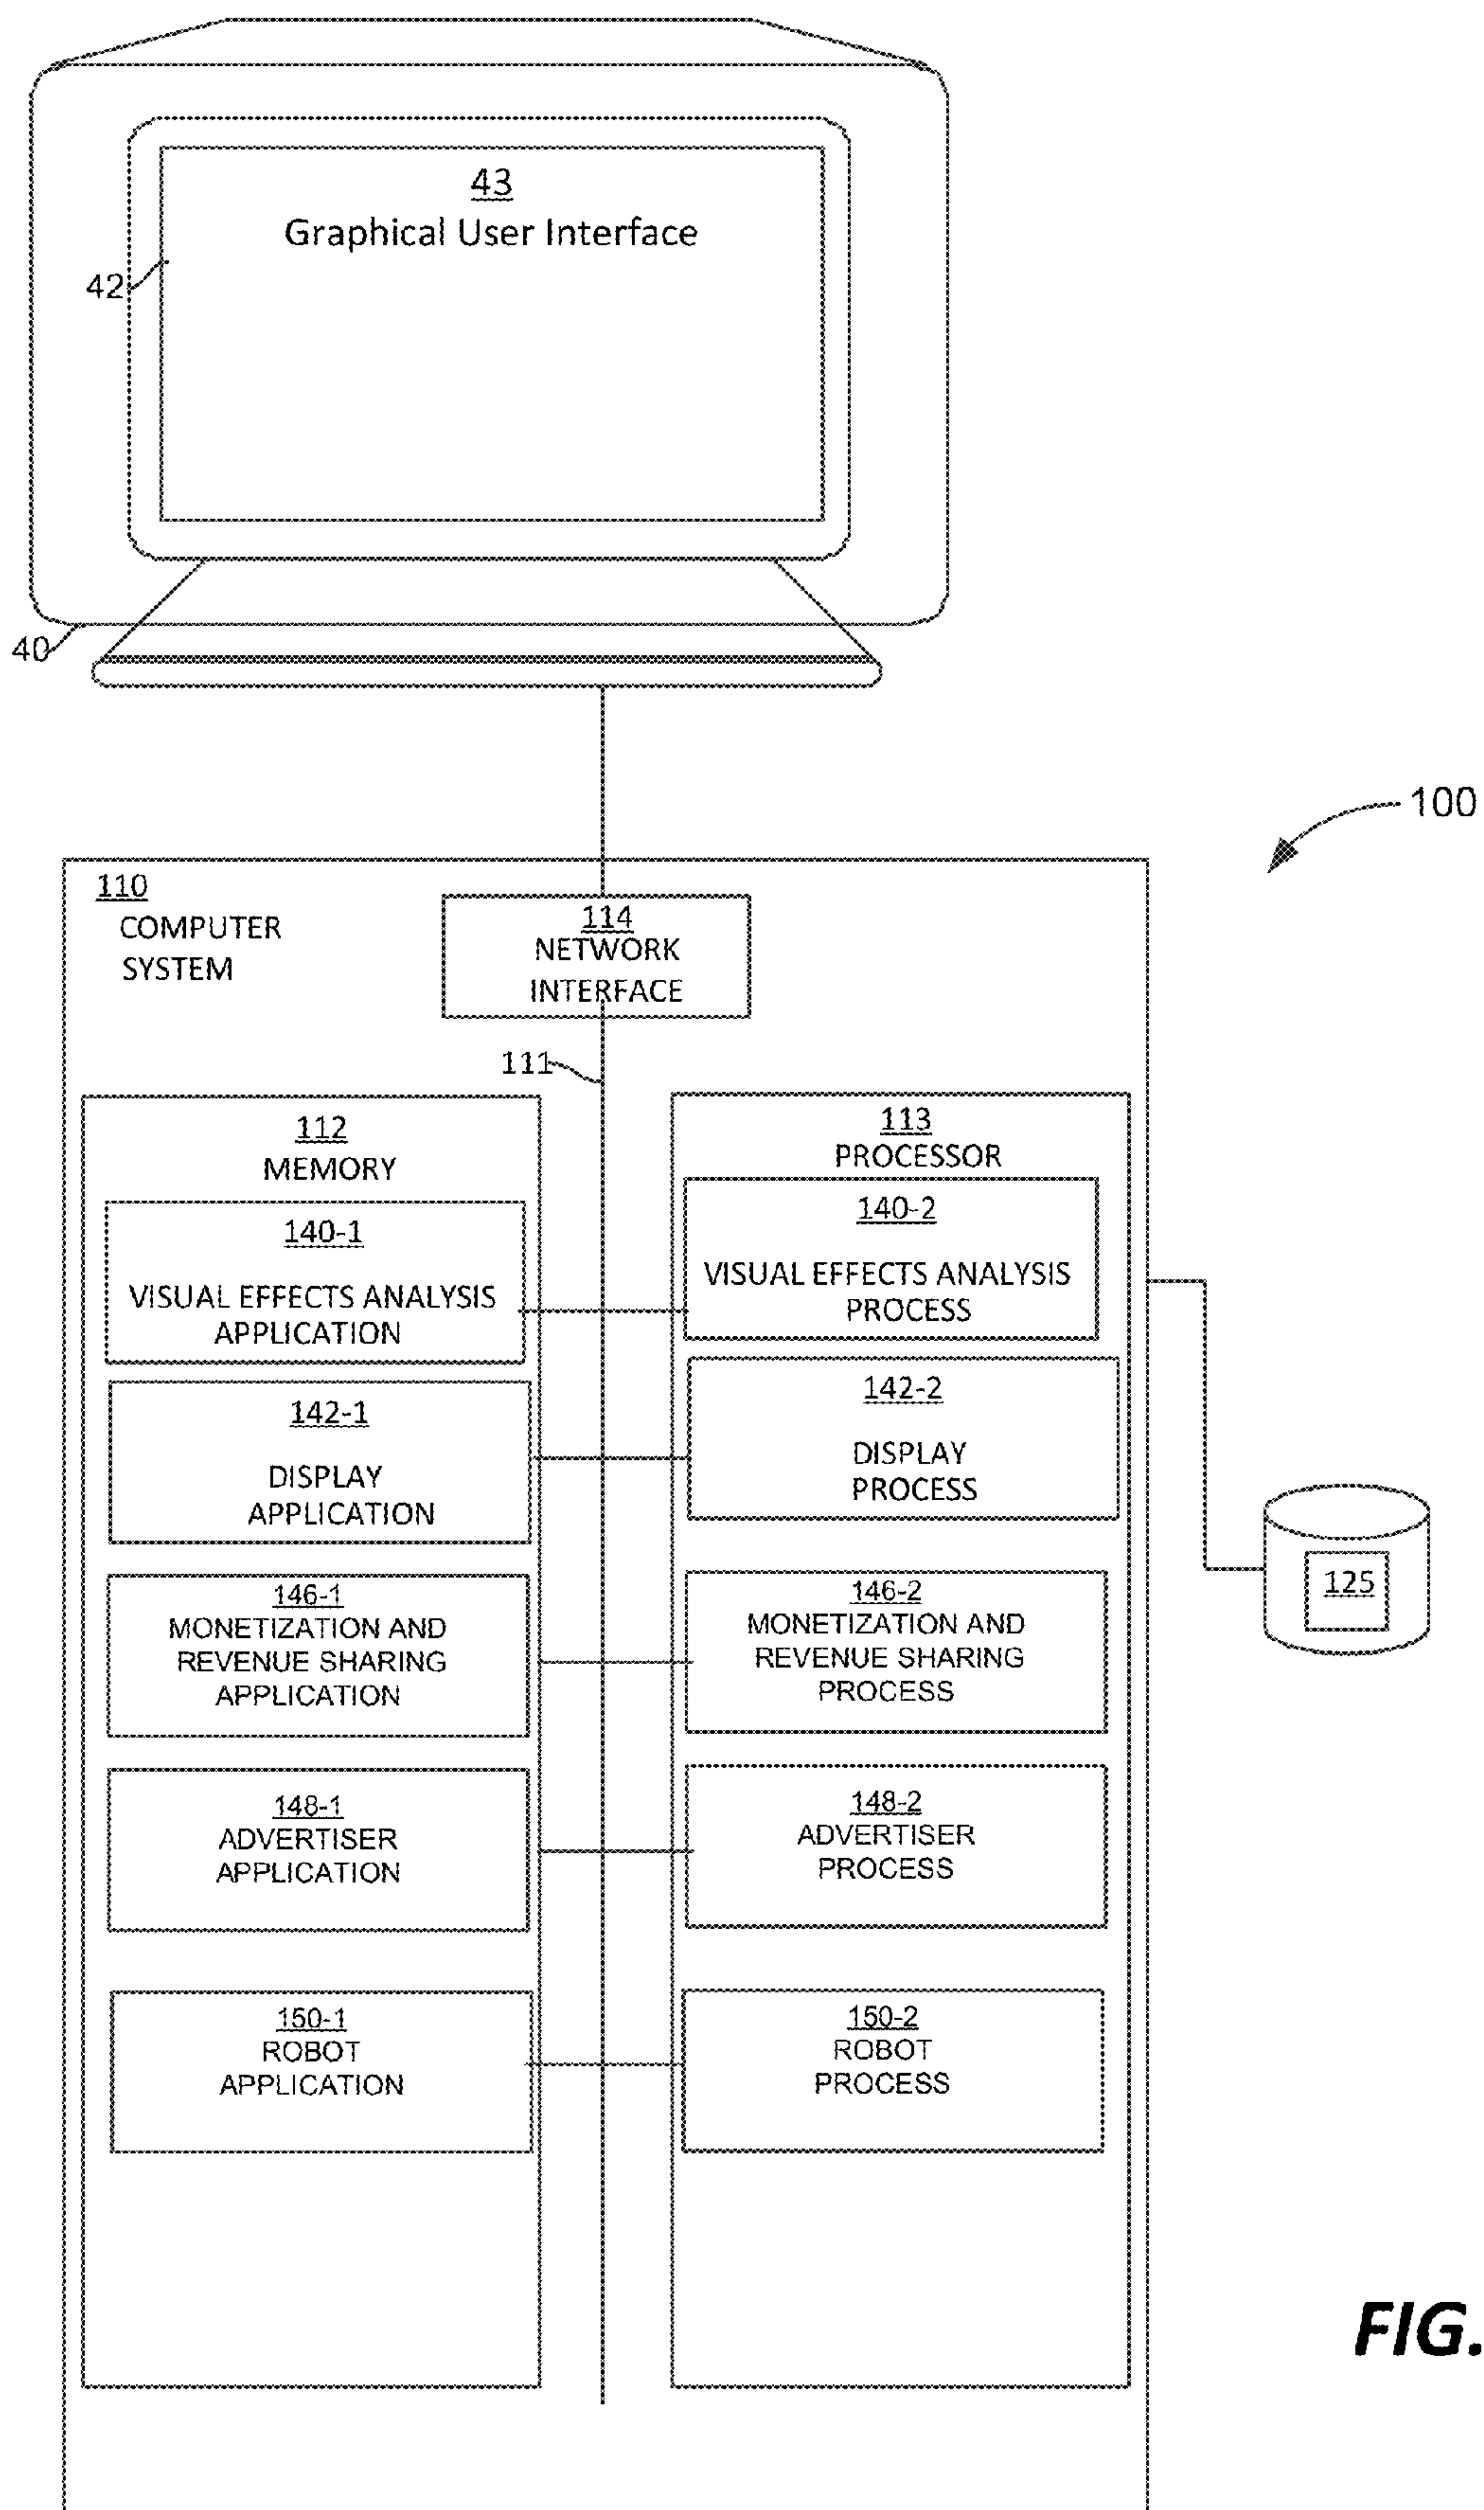 43
Graphical User Interface
42
40
100
110
COMPUTER
SYSTEM
114
NETWORK
INTERFACE
111
112
MEMORY
140-1
VISUAL EFFECTS ANALYSIS
APPLICATION
142-1
DISPLAY
APPLICATION
146-1
MONETIZATION AND
REVENUE SHARING
APPLICATION
148-1
ADVERTISER
APPLICATION
150-1
ROBOT
APPLICATION
113
PROCESSOR
140-2
VISUAL EFFECTS ANALYSIS
PROCESS
142-2
DISPLAY
PROCESS
146-2
MONETIZATION AND
REVENUE SHARING
PROCESS
148-2
ADVERTISER
PROCESS
150-2
ROBOT
PROCESS
125
FIG.